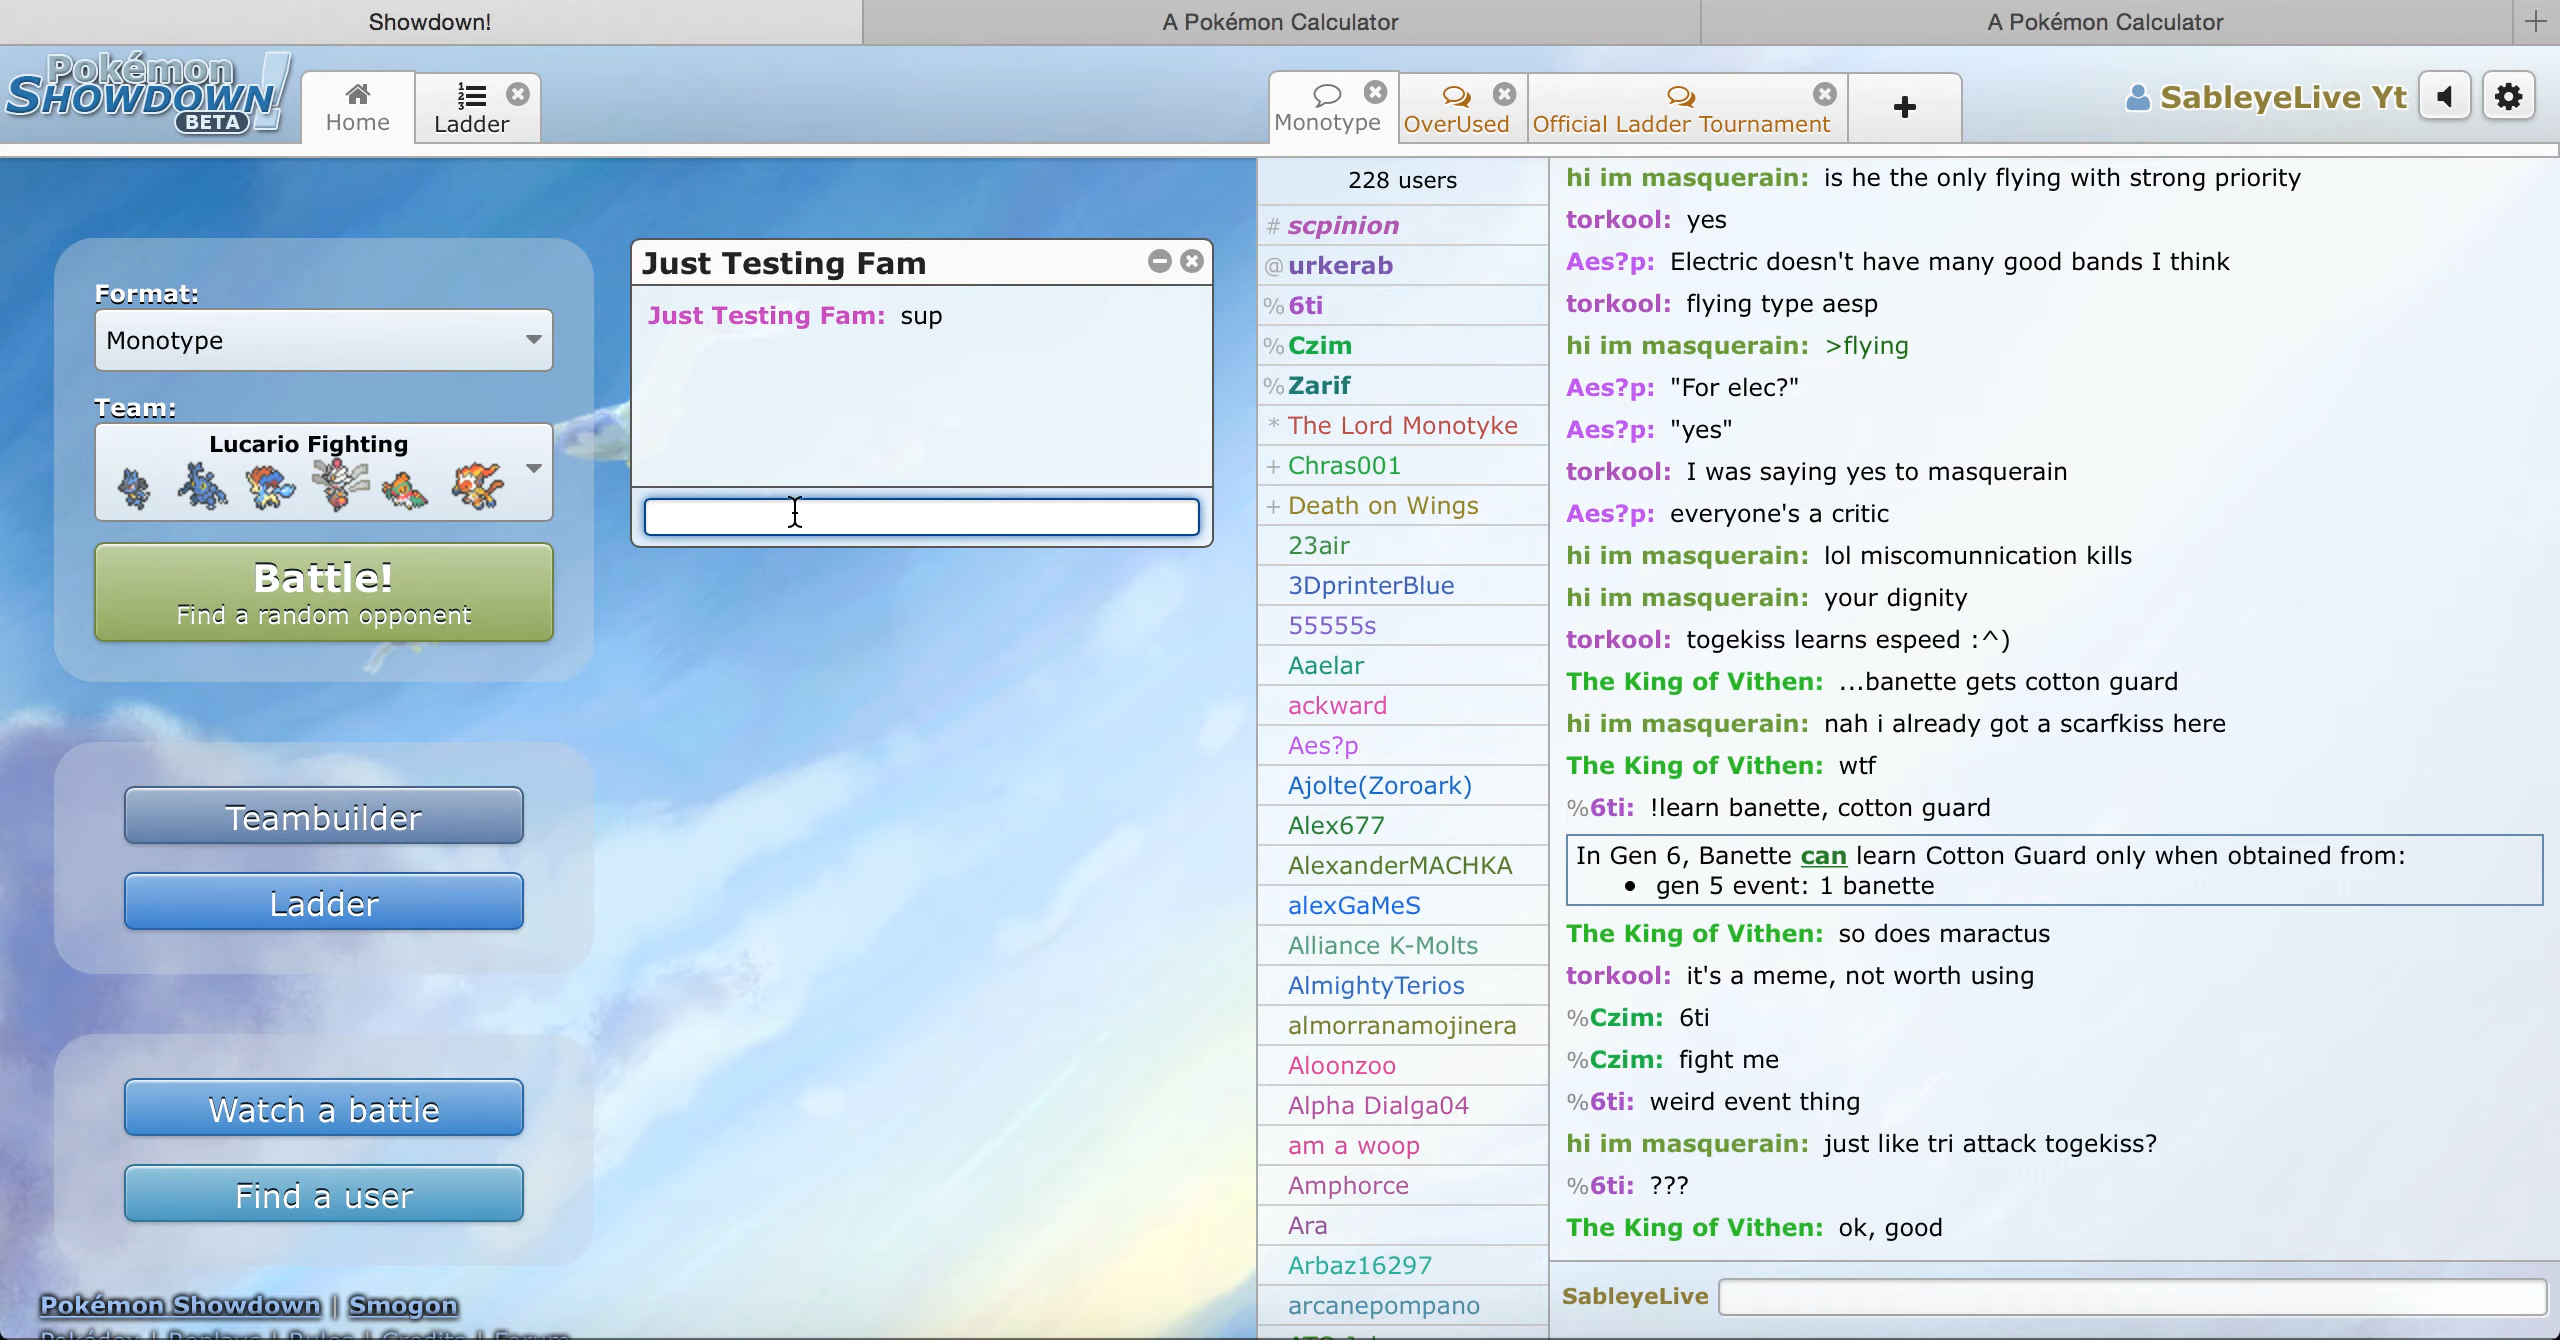 Showdown!
A Pokémon Calculator
A Pokémon Calculator
Pokémon
SHOWDOWN!
BETA
Home
Ladder
Monotype
OverUsed
Official Ladder Tournament
SableyeLive Yt
Format:
Monotype
Team:
Lucario Fighting
Battle!
Find a random opponent
Teambuilder
Ladder
Watch a battle
Find a user
Pokémon Showdown | Smogon
Pokédex | Replays | Rules | Credits | Forum
Just Testing Fam
Just Testing Fam: sup
228 users
# scpinion
@ urkerab
% 6ti
% Czim
% Zarif
* The Lord Monotyke
+ Chras001
+ Death on Wings
23air
3DprinterBlue
55555s
Aaelar
ackward
Aes?p
Ajolte(Zoroark)
Alex677
AlexanderMACHKA
alexGaMeS
Alliance K-Molts
AlmightyTerios
almorranamojinera
Aloonzoo
Alpha Dialga04
am a woop
Amphorce
Ara
Arbaz16297
arcanepompano
hi im masquerain: is he the only flying with strong priority
torkool: yes
Aes?p: Electric doesn't have many good bands I think
torkool: flying type aesp
hi im masquerain: >flying
Aes?p: "For elec?"
Aes?p: "yes"
torkool: I was saying yes to masquerain
Aes?p: everyone's a critic
hi im masquerain: lol miscomunnication kills
hi im masquerain: your dignity
torkool: togekiss learns espeed :^)
The King of Vithen: ...banette gets cotton guard
hi im masquerain: nah i already got a scarfkiss here
The King of Vithen: wtf
%6ti: !learn banette, cotton guard
In Gen 6, Banette can learn Cotton Guard only when obtained from:
• gen 5 event: 1 banette
The King of Vithen: so does maractus
torkool: it's a meme, not worth using
%Czim: 6ti
%Czim: fight me
%6ti: weird event thing
hi im masquerain: just like tri attack togekiss?
%6ti: ???
The King of Vithen: ok, good
SableyeLive